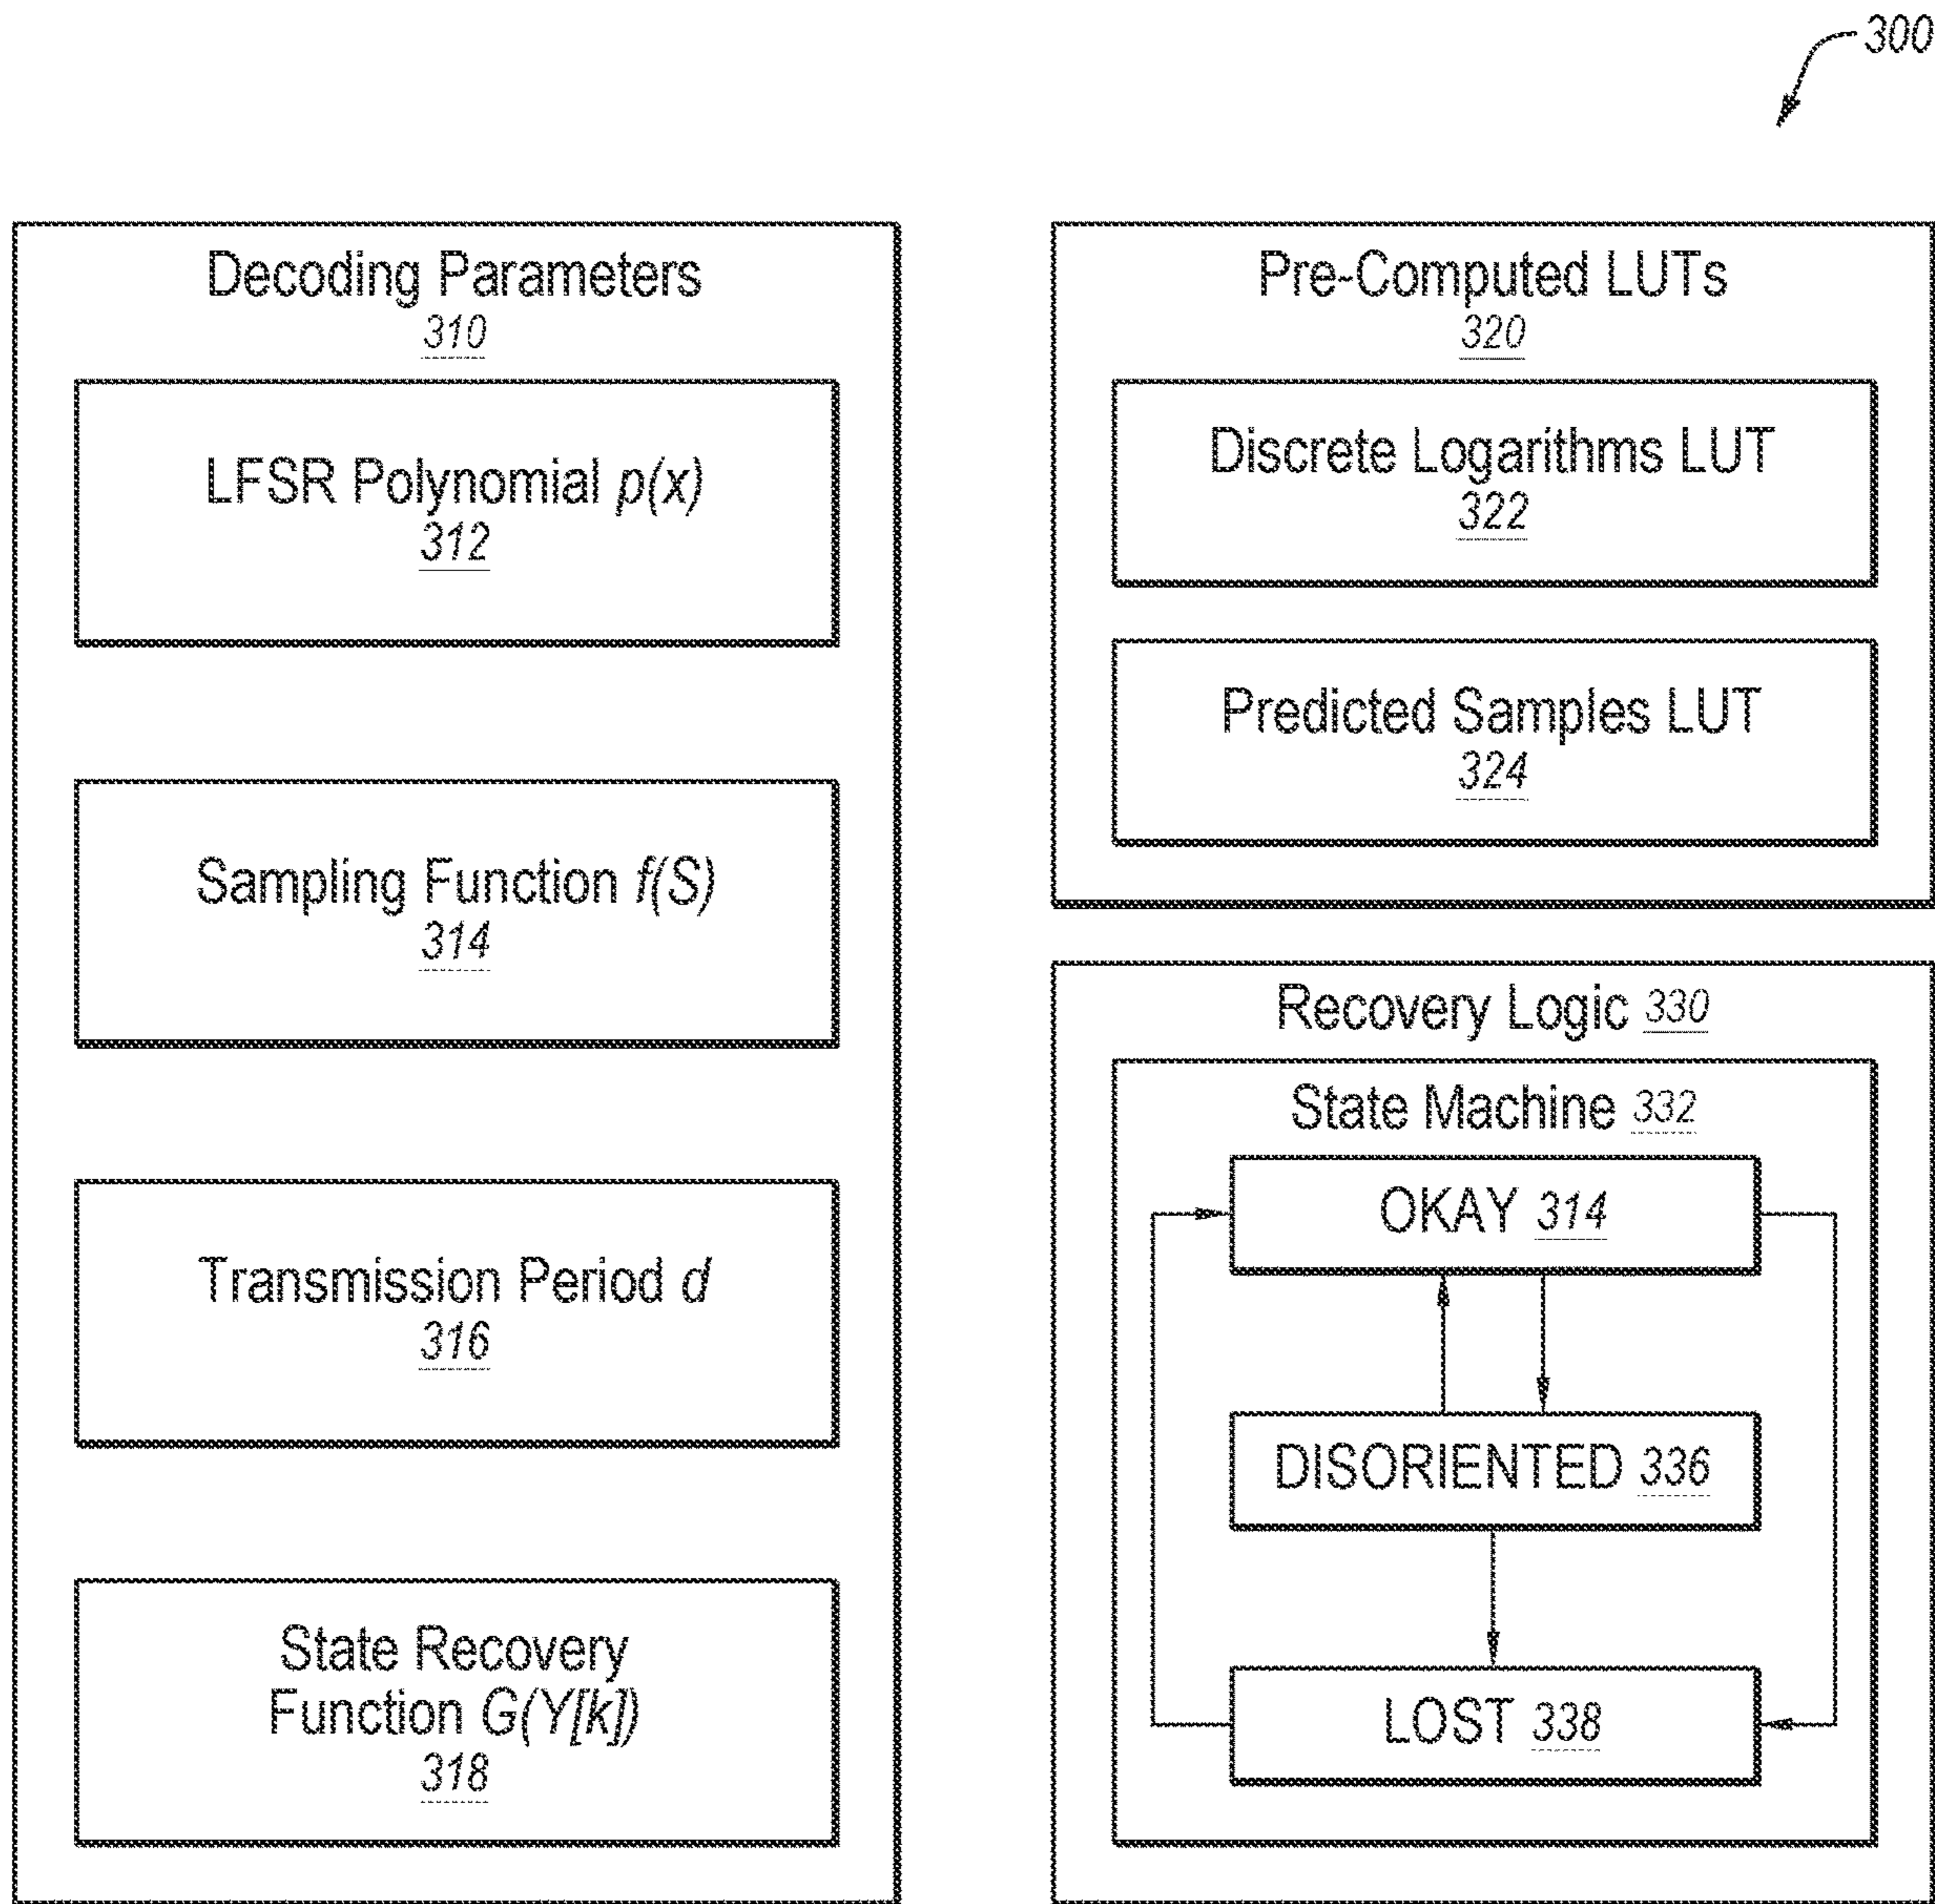 300
Decoding Parameters
310
LFSR Polynomial p(x)
312
Sampling Function f(S)
314
Transmission Period d
316
State Recovery
Function G(Y[k])
318
Pre-Computed LUTs
320
Discrete Logarithms LUT
322
Predicted Samples LUT
324
Recovery Logic 330
State Machine 332
OKAY 314
DISORIENTED 336
LOST 338